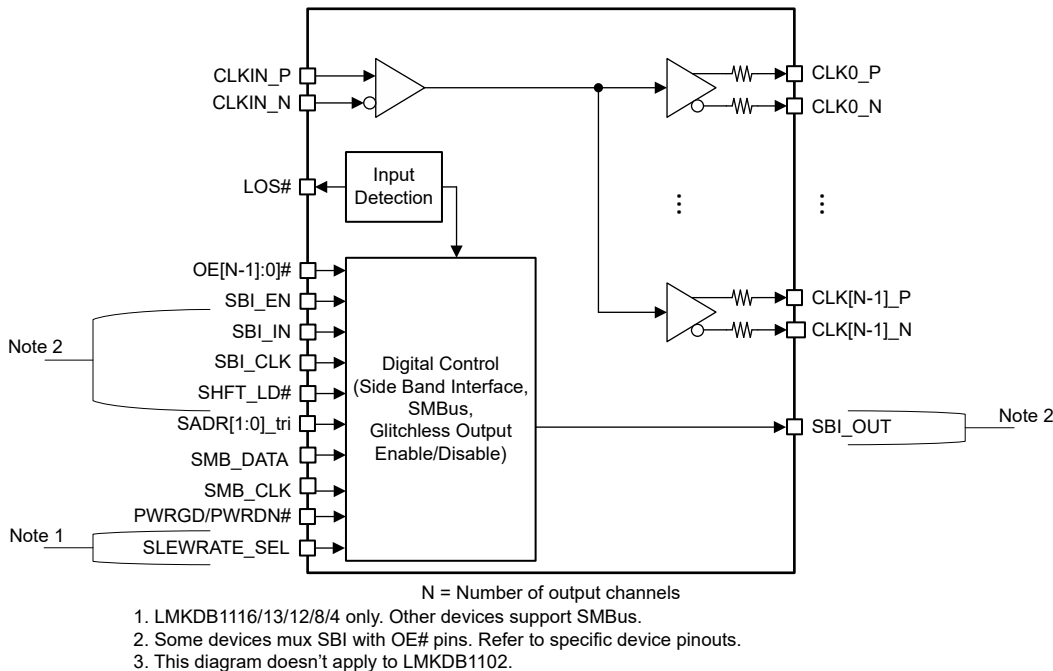 CLKIN_P
CLKIN_N
LOS#
Input
Detection
OE[N-1]:0]#
SBI_EN
SBI_IN
SBI_CLK
SHFT_LD#
SADR[1:0]_tri
SMB_DATA
SMB_CLK
PWRGD/PWRDN#
SLEWRATE_SEL
Note 2
Note 1
Digital Control
(Side Band Interface,
SMBus,
Glitchless Output
Enable/Disable)
CLK0_P
CLK0_N
CLK[N-1]_P
CLK[N-1]_N
SBI_OUT
Note 2
N = Number of output channels
1. LMKDB1116/13/12/8/4 only. Other devices support SMBus.
2. Some devices mux SBI with OE# pins. Refer to specific device pinouts.
3. This diagram doesn't apply to LMKDB1102.